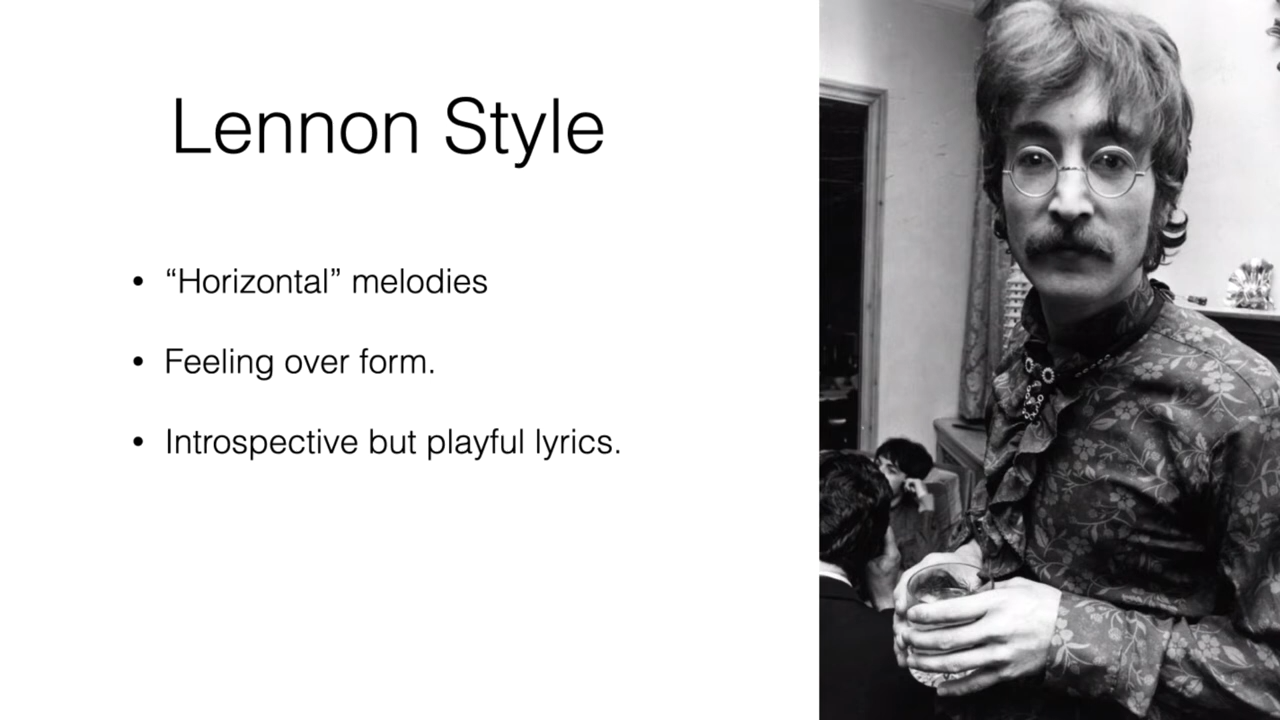 Lennon Style
• “Horizontal” melodies
• Feeling over form.
• Introspective but playful lyrics.